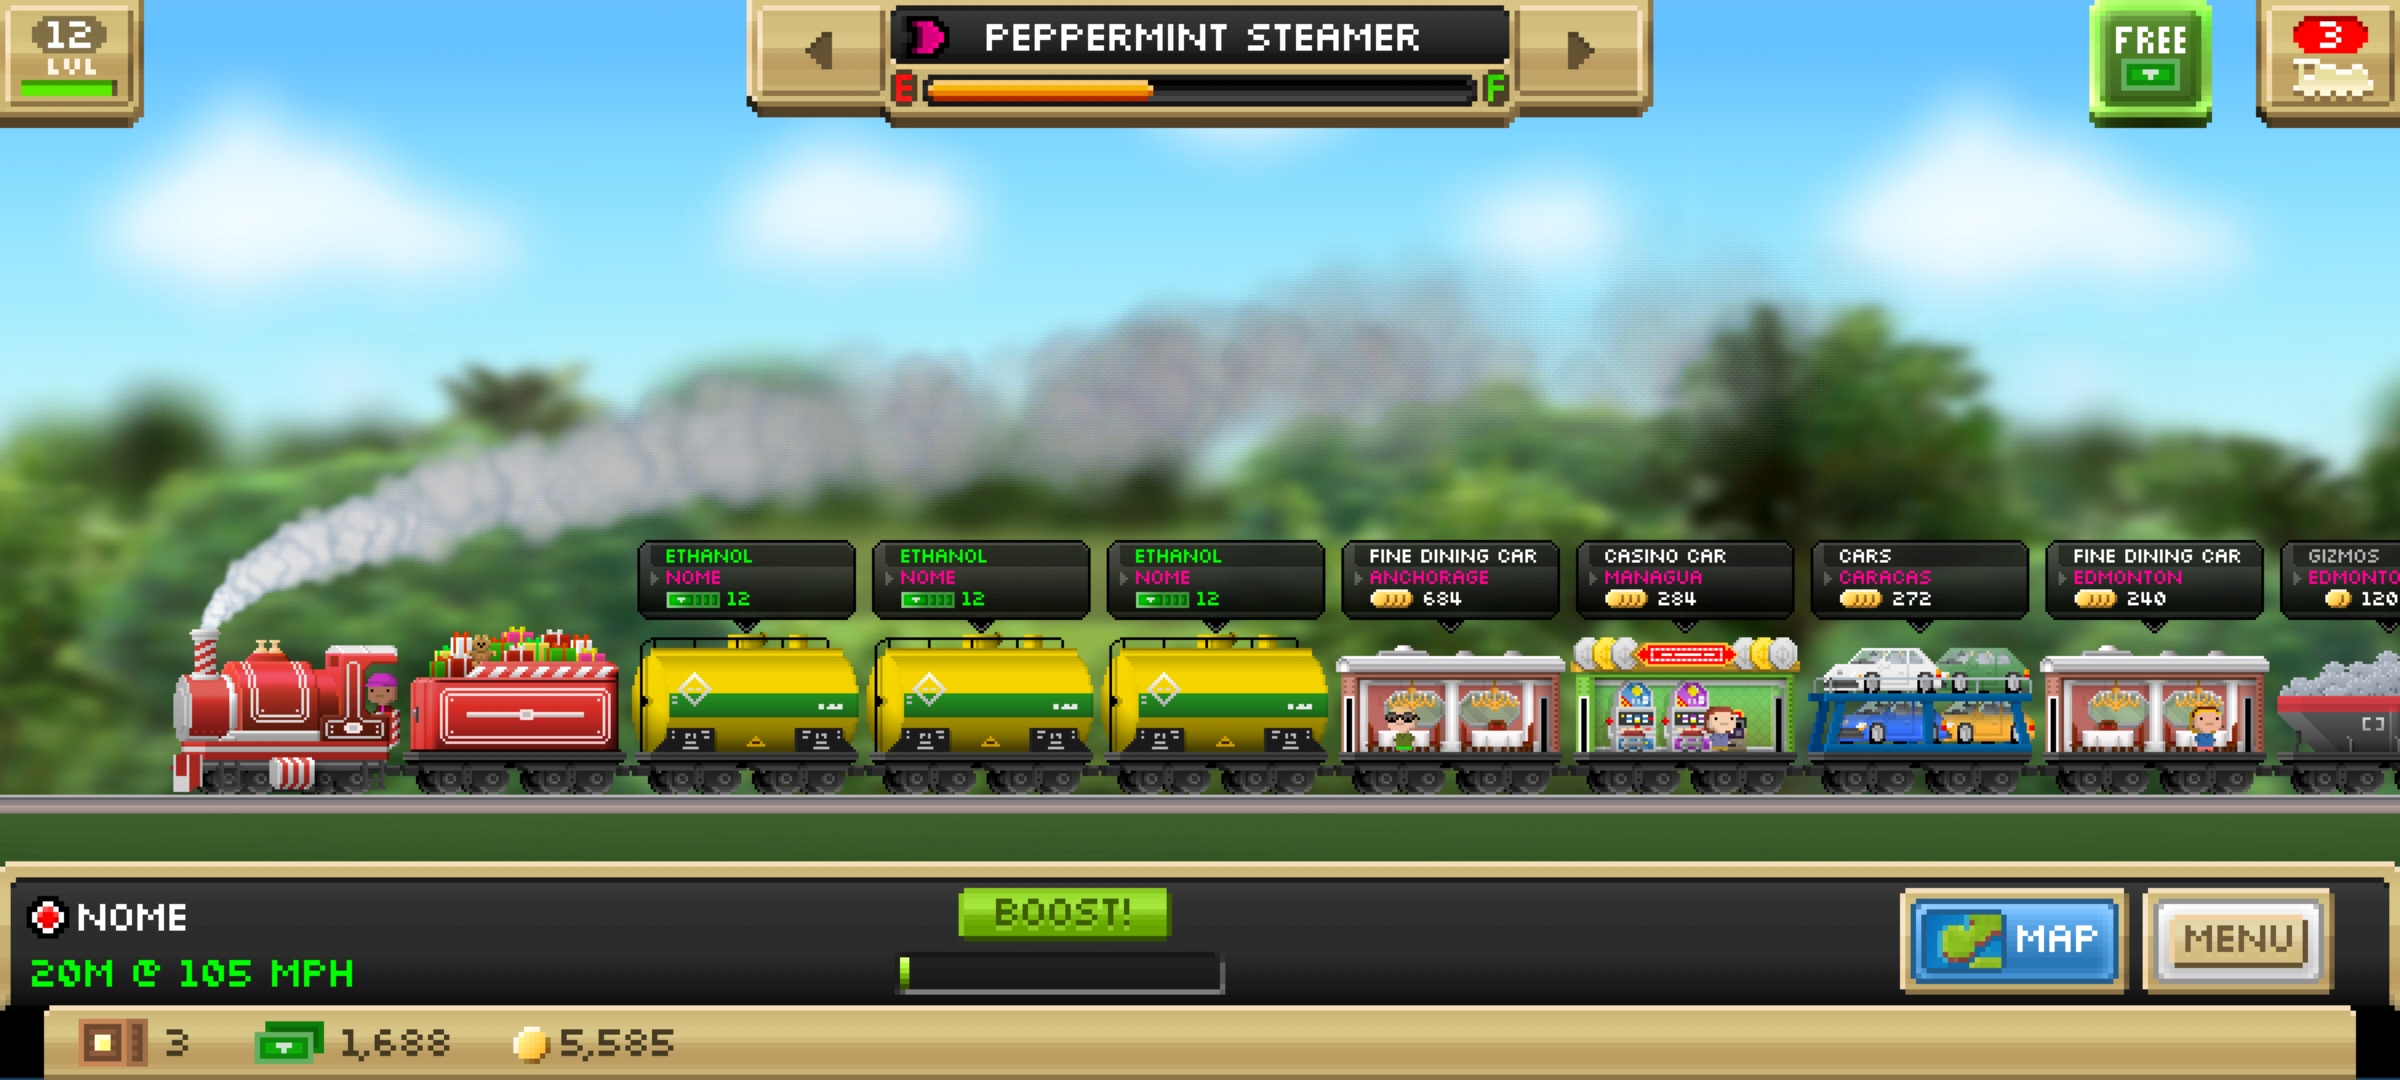 12
LVL
PEPPERMINT STEAMER
E
F
FREE
3
ETHANOL
NOME
12
ETHANOL
NOME
12
ETHANOL
NOME
12
FINE DINING CAR
ANCHORAGE
684
CASINO CAR
MANAGUA
284
CARS
CARACAS
272
FINE DINING CAR
EDMONTON
240
GIZMOS
EDMONTO
120
NOME
20M @ 105 MPH
BOOST!
MAP
MENU
3
1,688
5,585